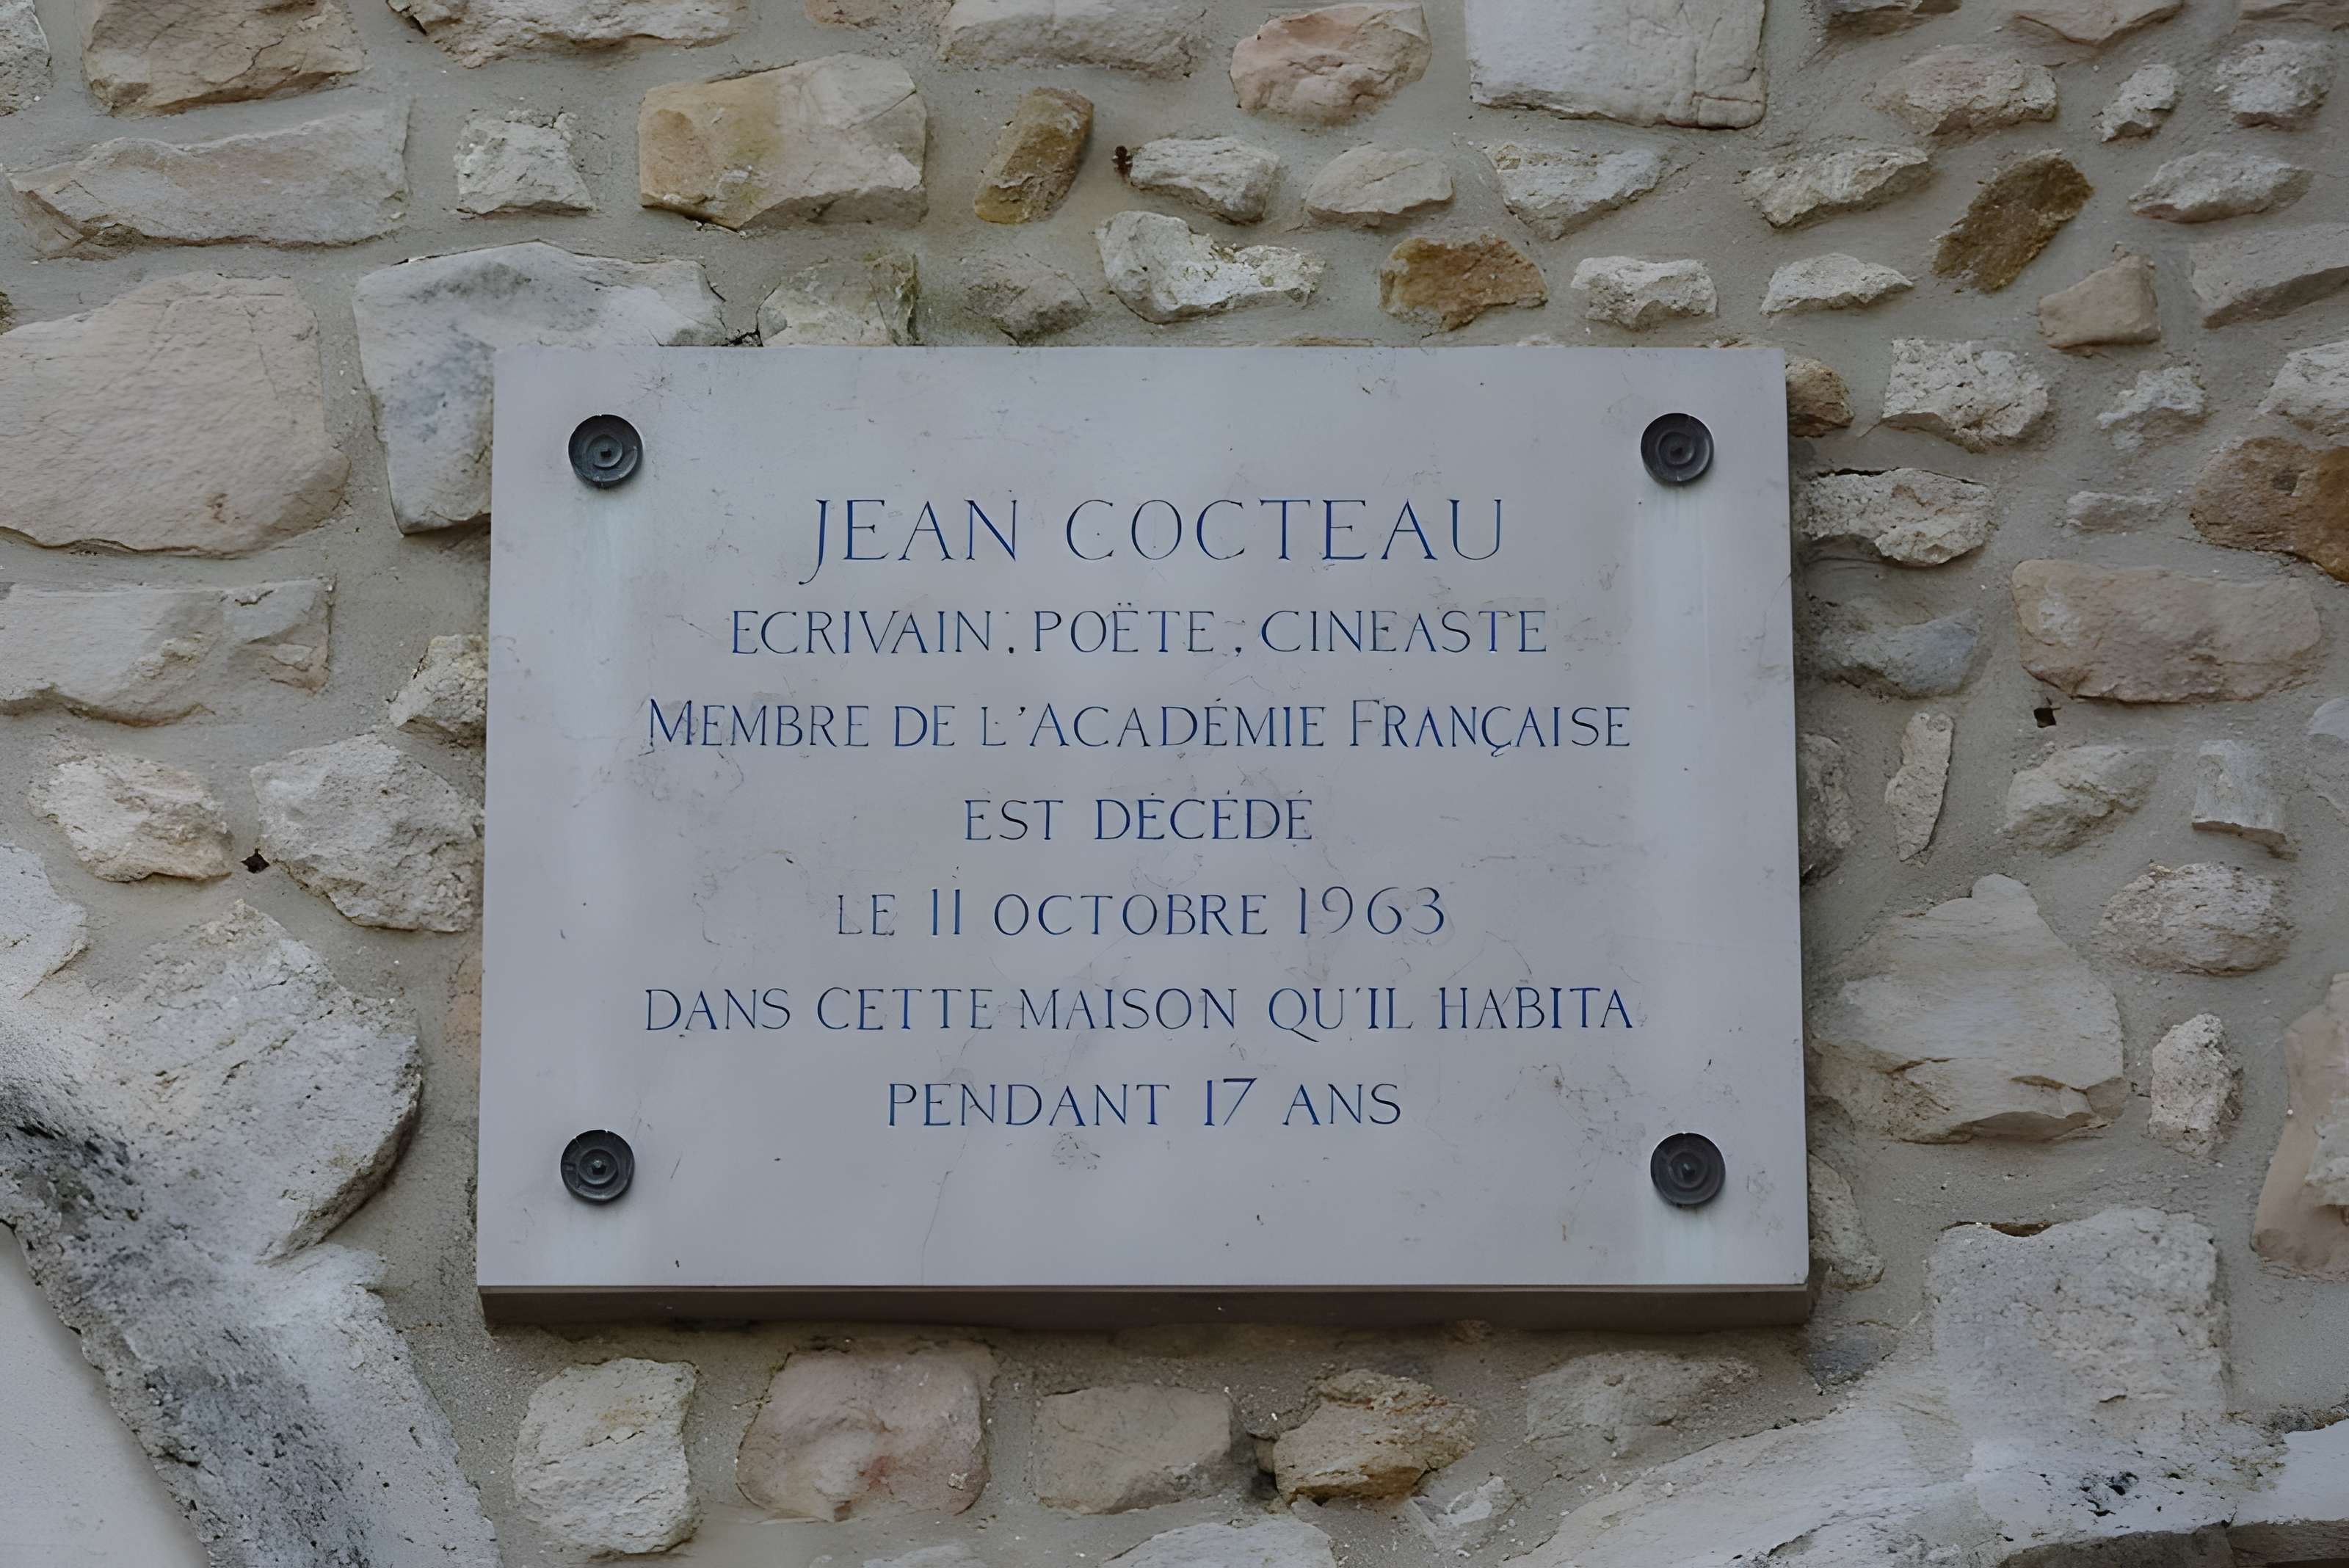 JEAN COCTEAU
ECRIVAIN. POËTE, CINEASTE
MEMBRE DE L'ACADÉMIE FRANÇAISE
EST DÉCÉDÉ
LE 11 OCTOBRE 1963
DANS CETTE MAISON QU'IL HABITA
PENDANT 17 ANS